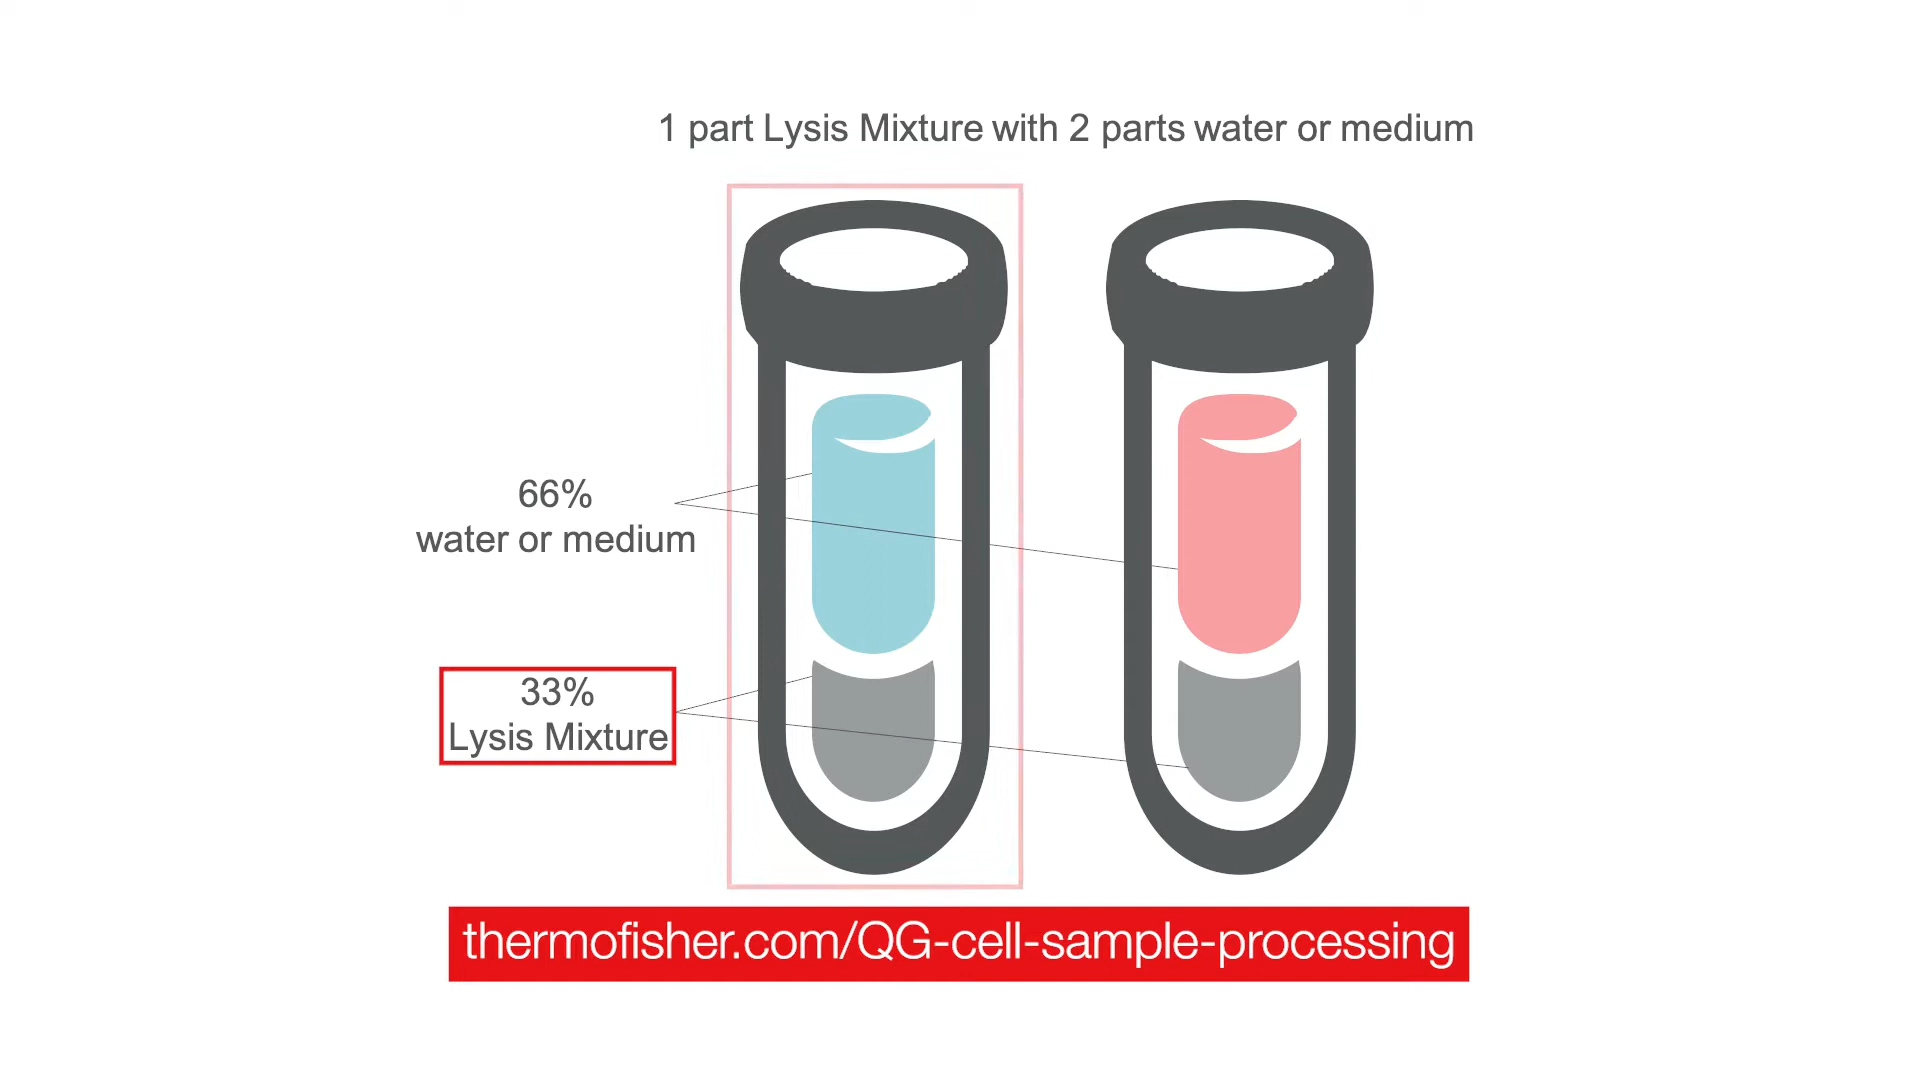 1 part Lysis Mixture with 2 parts water or medium
66%
water or medium
33%
Lysis Mixture
thermofisher.com/QG-cell-sample-processing